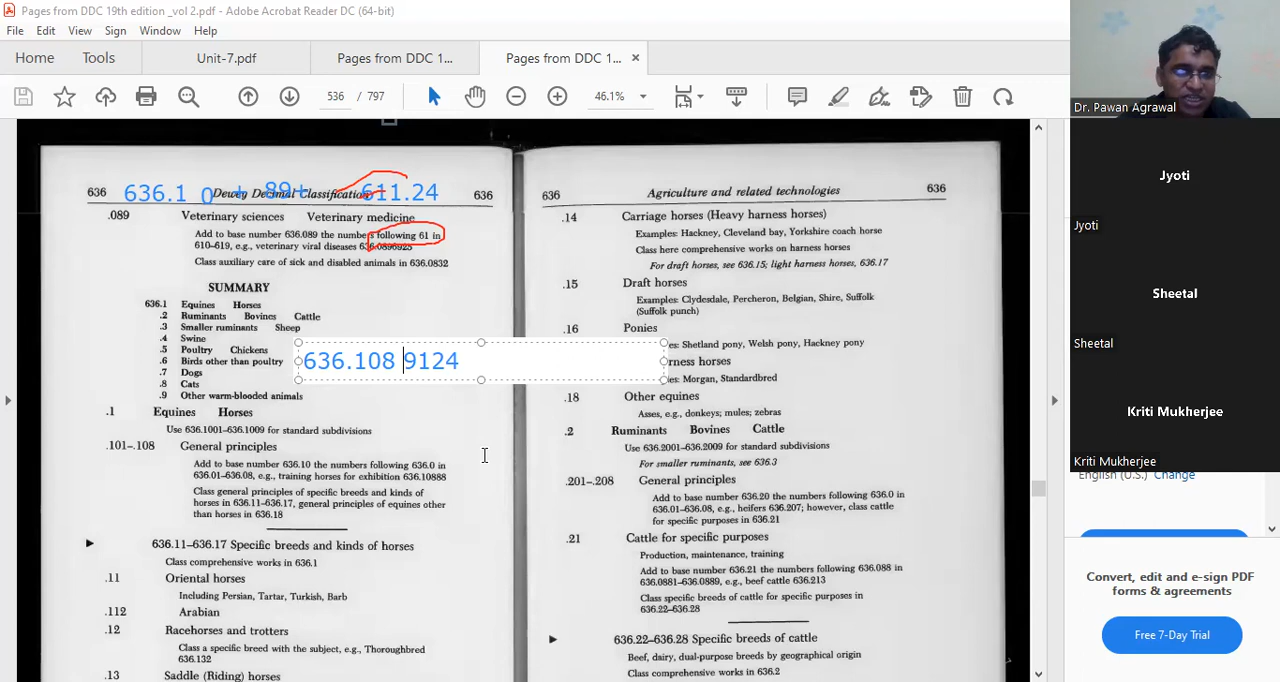 Pages from DDC 19th edition _vol 2.pdf - Adobe Acrobat Reader DC (64-bit)
File Edit View Sign Window Help
Home Tools Unit-7.pdf Pages from DDC 1... Pages from DDC 1... ×
536 / 797 46.1%
Dr. Pawan Agrawal
Jyoti
Jyoti
Sheetal
Sheetal
Kriti Mukherjee
Kriti Mukherjee
English (U.S.) Change
Convert, edit and e-sign PDF
forms & agreements
Free 7-Day Trial
636.1 0 + 89+ 611.24
636 Dewey Decimal Classification 636
.089 Veterinary sciences Veterinary medicine
Add to base number 636.089 the numbers following 61 in
610-619, e.g., veterinary viral diseases 636.0896925
Class auxiliary care of sick and disabled animals in 636.0832
SUMMARY
636.1 Equines Horses
.2 Ruminants Bovines Cattle
.3 Smaller ruminants Sheep
.4 Swine
.5 Poultry Chickens
.6 Birds other than poultry
.7 Dogs
.8 Cats
.9 Other warm-blooded animals
636.108 9124
.1 Equines Horses
Use 636.1001-636.1009 for standard subdivisions
.101-.108 General principles
Add to base number 636.10 the numbers following 636.0 in
636.01-636.08, e.g., training horses for exhibition 636.10888
Class general principles of specific breeds and kinds of
horses in 636.11-636.17, general principles of equines other
than horses in 636.18
636.11-636.17 Specific breeds and kinds of horses
Class comprehensive works in 636.1
.11 Oriental horses
Including Persian, Tartar, Turkish, Barb
.112 Arabian
.12 Racehorses and trotters
Class a specific breed with the subject, e.g., Thoroughbred
636.132
.13 Saddle (Riding) horses
636 Agriculture and related technologies 636
.14 Carriage horses (Heavy harness horses)
Examples: Hackney, Cleveland bay, Yorkshire coach horse
Class here comprehensive works on harness horses
For draft horses, see 636.15; light harness horses, 636.17
.15 Draft horses
Examples: Clydesdale, Percheron, Belgian, Shire, Suffolk
(Suffolk punch)
.16 Ponies
es: Shetland pony, Welsh pony, Hackney pony
rness horses
es: Morgan, Standardbred
.18 Other equines
Asses, e.g., donkeys; mules; zebras
.2 Ruminants Bovines Cattle
Use 636.2001-636.2009 for standard subdivisions
For smaller ruminants, see 636.3
.201-.208 General principles
Add to base number 636.20 the numbers following 636.0 in
636.01-636.08, e.g., heifers 636.207; however, class cattle
for specific purposes in 636.21
.21 Cattle for specific purposes
Production, maintenance, training
Add to base number 636.21 the numbers following 636.088 in
636.0881-636.0889, e.g., beef cattle 636.213
Class specific breeds of cattle for specific purposes in
636.22-636.28
636.22-636.28 Specific breeds of cattle
Beef, dairy, dual-purpose breeds by geographical origin
Class comprehensive works in 636.2